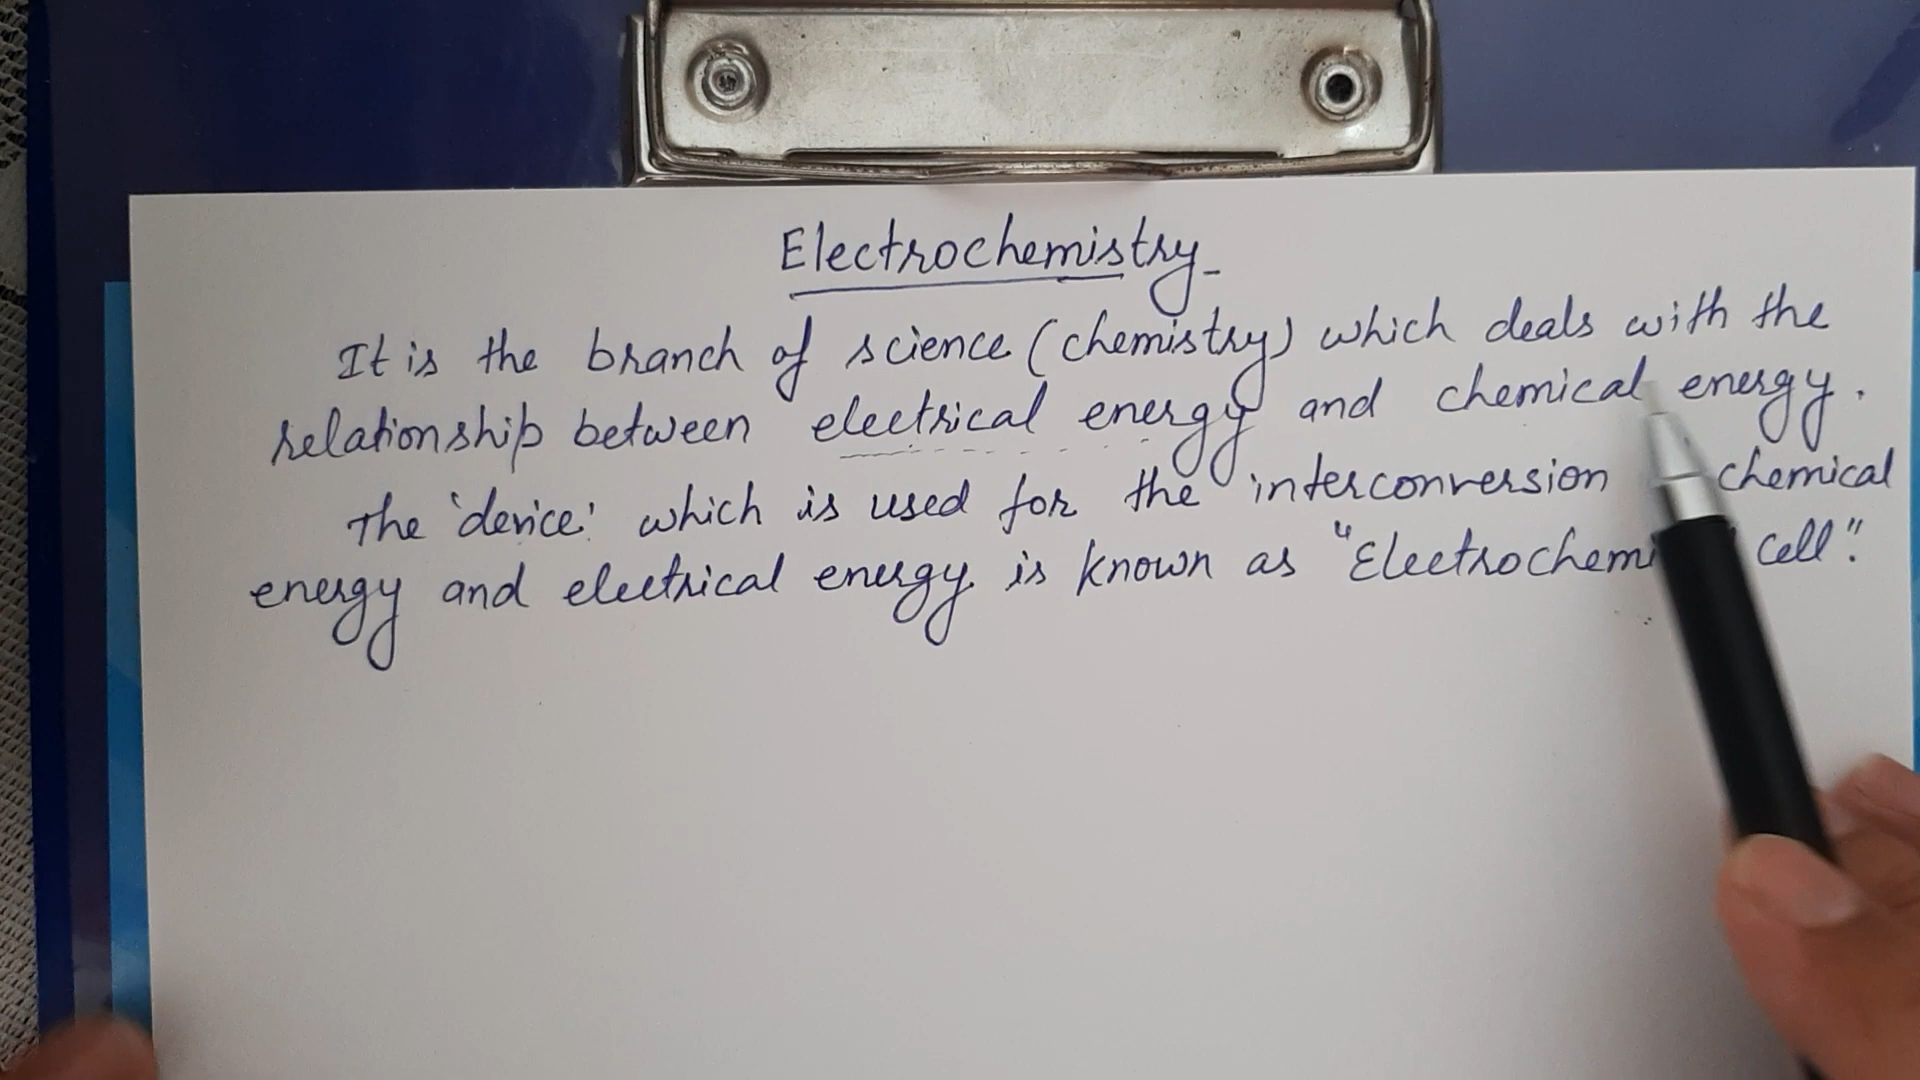 Electrochemistry
It is the branch of science (chemistry) which deals with the
relationship between electrical energy and chemical energy.
The 'device' which is used for the interconversion chemical
energy and electrical energy is known as "Electrochemi cell".